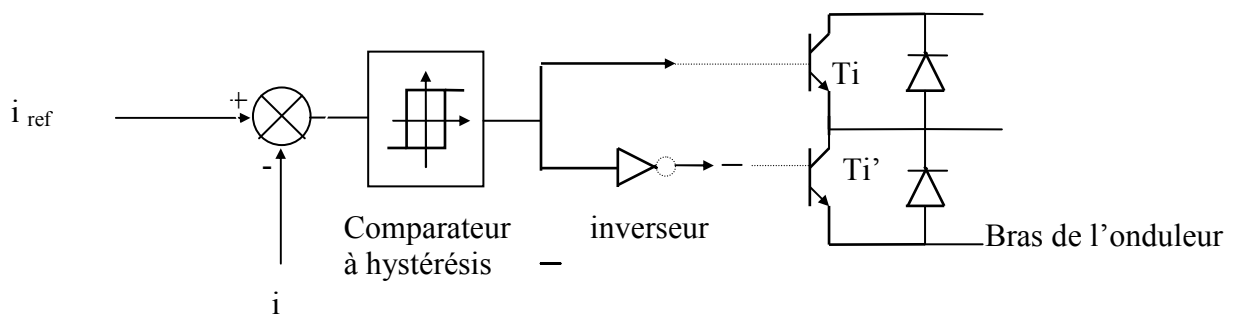 Ti
+
i ref
-
Ti’
Comparateur
à hystérésis
inverseur
Bras de l’onduleur
i